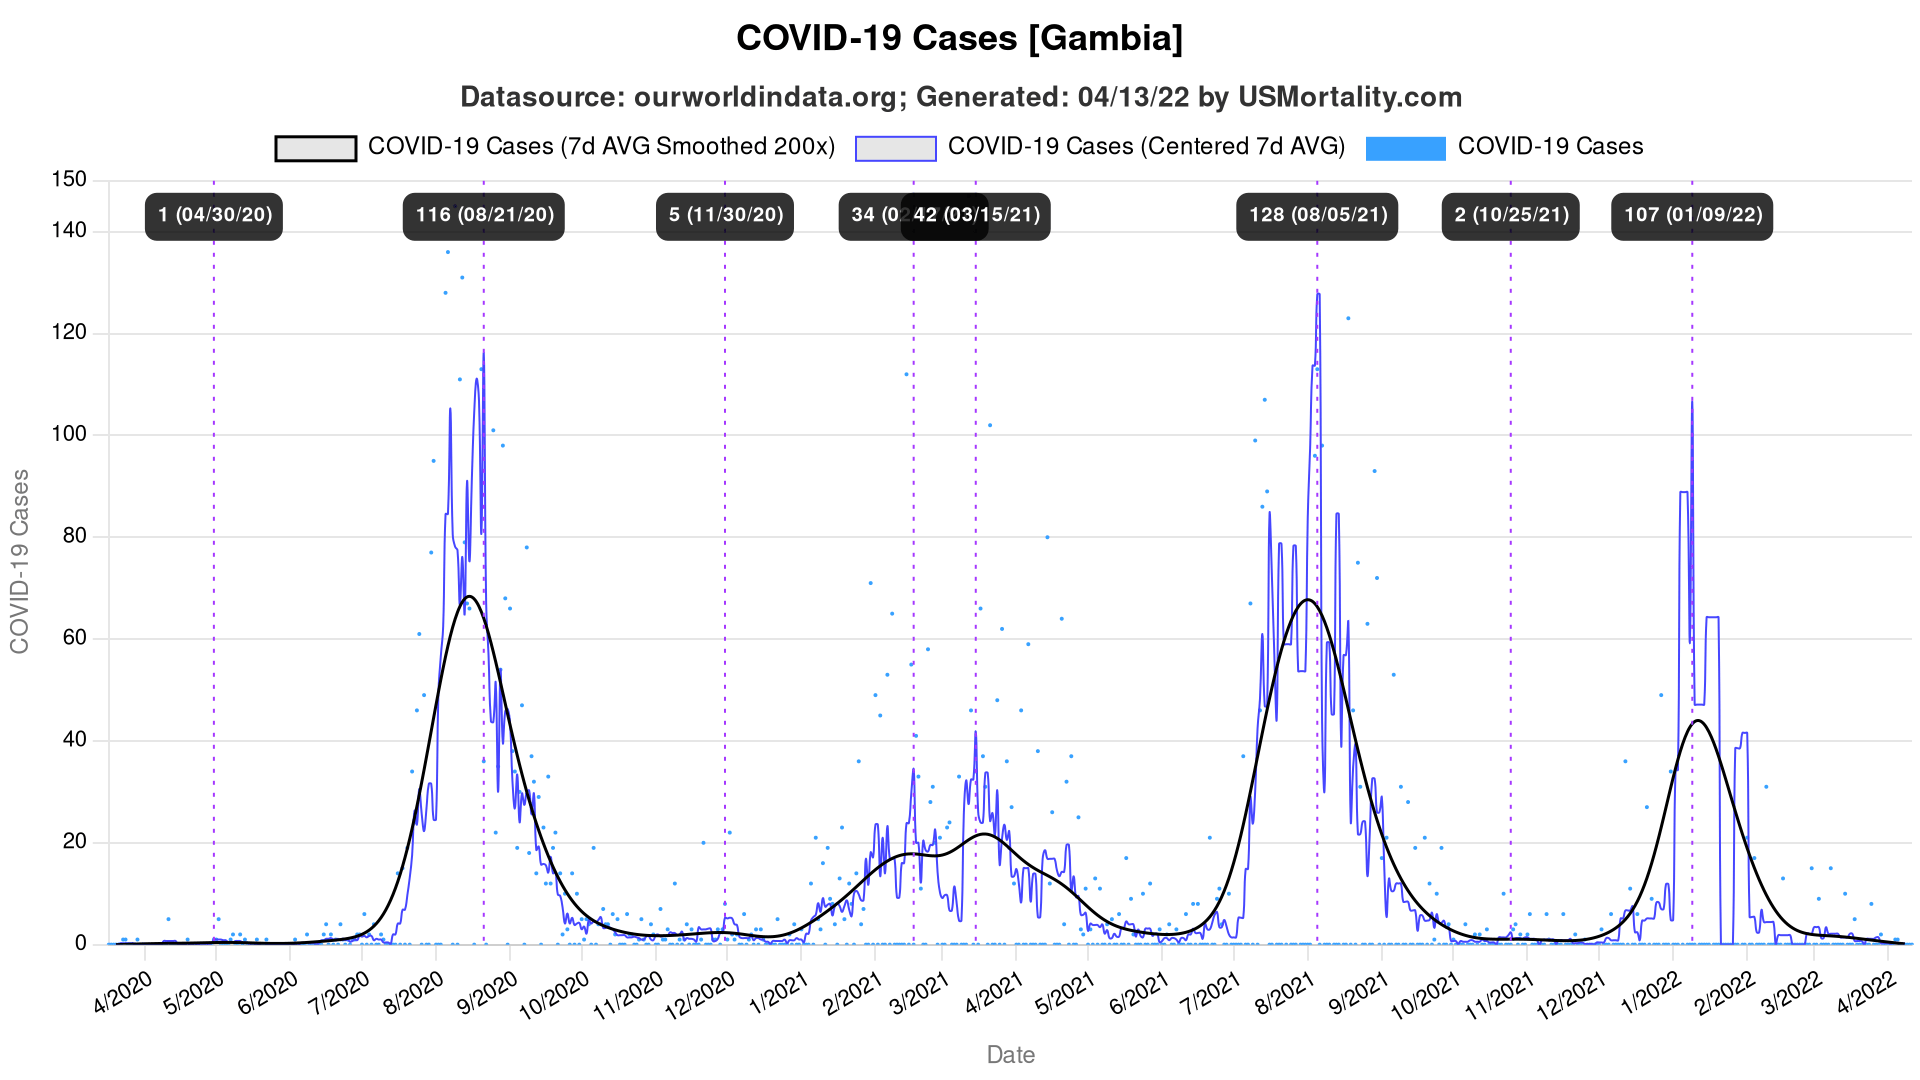 COVID-19 Cases [Gambia]
Datasource: ourworldindata.org; Generated: 04/13/22 by USMortality.com
COVID-19 Cases (7d AVG Smoothed 200x) COVID-19 Cases (Centered 7d AVG) COVID-19 Cases
1 (04/30/20) 116 (08/21/20) 5 (11/30/20) 34 (02 42 (03/15/21) 128 (08/05/21) 2 (10/25/21) 107 (01/09/22)
150
140
120
100
80
60
40
20
0
COVID-19 Cases
4/2020 5/2020 6/2020 7/2020 8/2020 9/2020 10/2020 11/2020 12/2020 1/2021 2/2021 3/2021 4/2021 5/2021 6/2021 7/2021 8/2021 9/2021 10/2021 11/2021 12/2021 1/2022 2/2022 3/2022 4/2022
Date